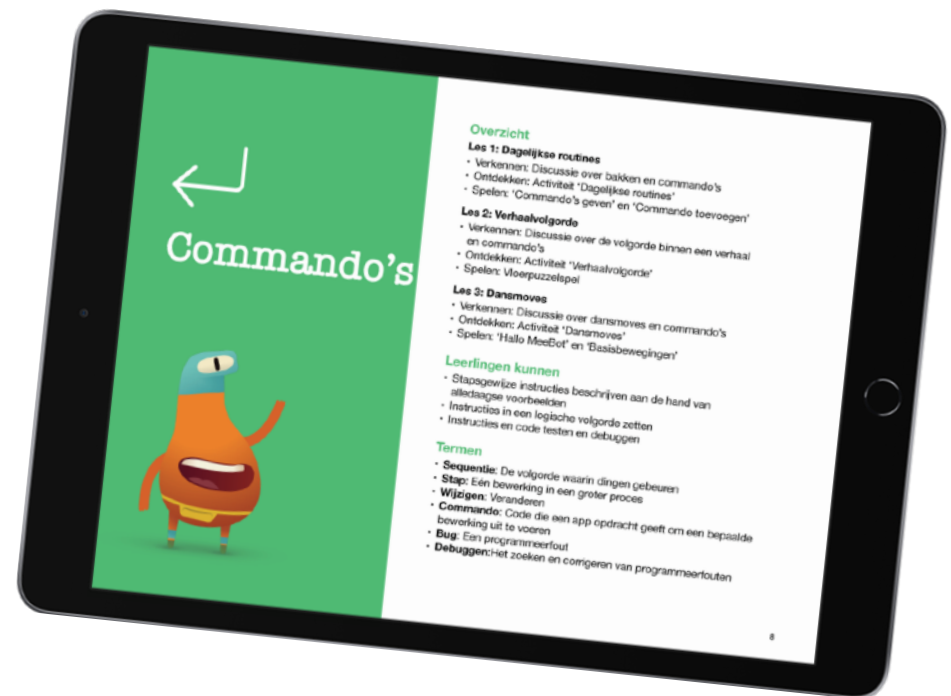 Commando's
Overzicht
Les 1: Dagelijkse routines
• Verkennen: Discussie over bakken en commando's
• Ontdekken: Activiteit 'Dagelijkse routines'
• Spelen: 'Commando's geven' en 'Commando toevoegen'
Les 2: Verhaalvolgorde
• Verkennen: Discussie over de volgorde binnen een verhaal
en commando's
• Ontdekken: Activiteit 'Verhaalvolgorde'
• Spelen: Vloerpuzzelspel
Les 3: Dansmoves
• Verkennen: Discussie over dansmoves en commando's
• Ontdekken: Activiteit 'Dansmoves'
• Spelen: 'Hallo MeeBot' en 'Basisbewegingen'
Leerlingen kunnen
• Stapsgewijze instructies beschrijven aan de hand van
alledaagse voorbeelden
• Instructies in een logische volgorde zetten
• Instructies en code testen en debuggen
Termen
• Sequentie: De volgorde waarin dingen gebeuren
• Stap: Eén bewerking in een groter proces
• Wijzigen: Veranderen
• Commando: Code die een app opdracht geeft om een bepaalde
bewerking uit te voeren
• Bug: Een programmeerfout
• Debuggen:Het zoeken en corrigeren van programmeerfouten
8